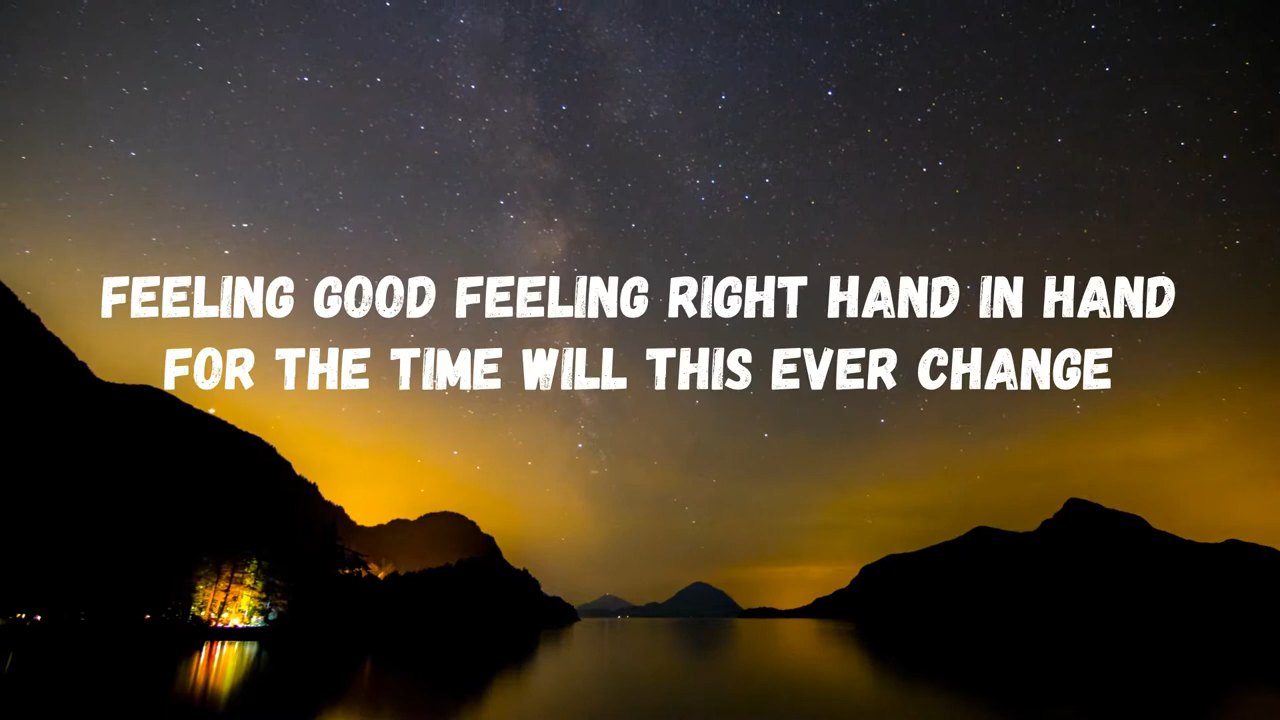 FEELING GOOD FEELING RIGHT HAND IN HAND
FOR THE TIME WILL THIS EVER CHANGE